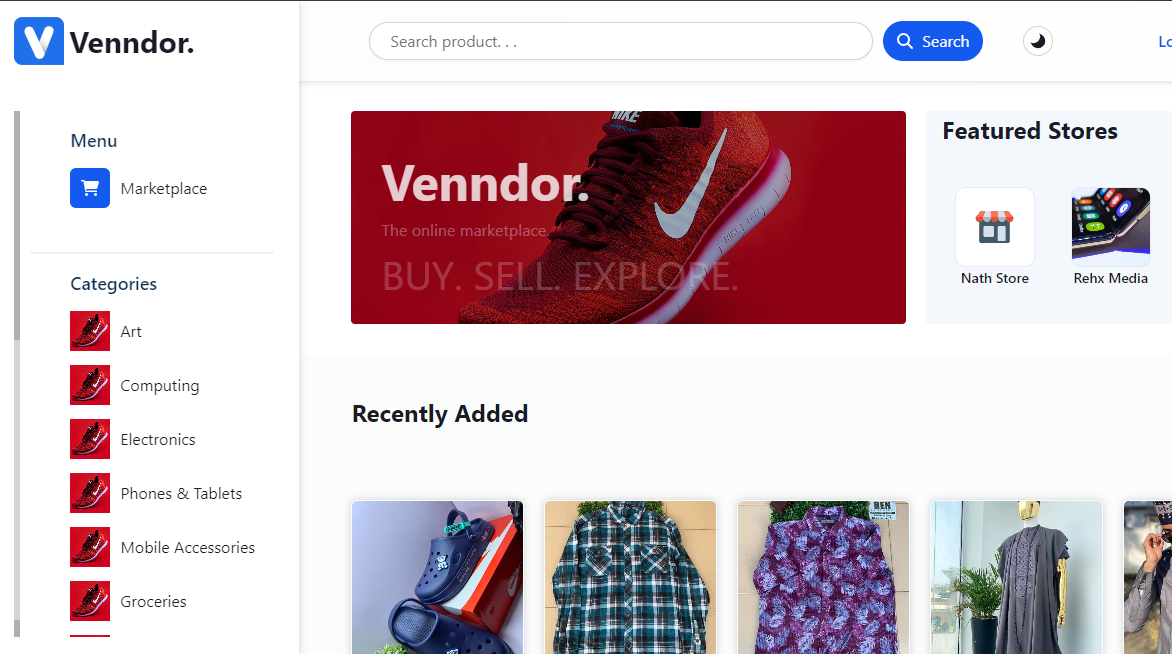 Venndor.
Search product. . .
Search
Lo
Menu
Marketplace
Categories
Art
Computing
Electronics
Phones & Tablets
Mobile Accessories
Groceries
NIKE
Venndor.
The online marketplace.
BUY. SELL. EXPLORE.
Featured Stores
Nath Store
Rehx Media
Recently Added